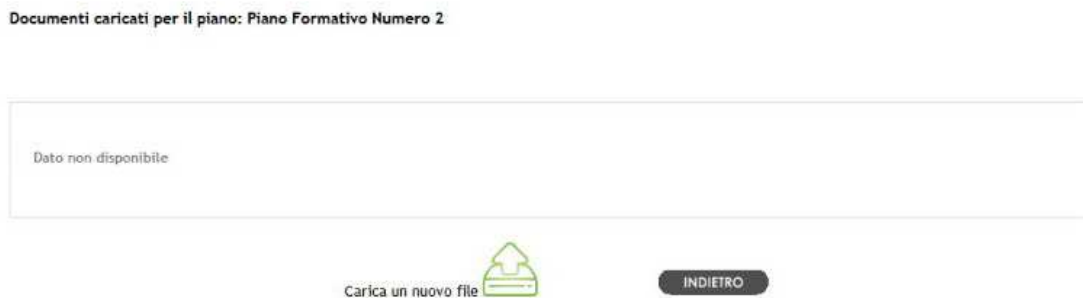 Documenti caricati per il piano: Piano Formativo Numero 2
Dato non disponibile
Carica un nuovo file
INDIETRO